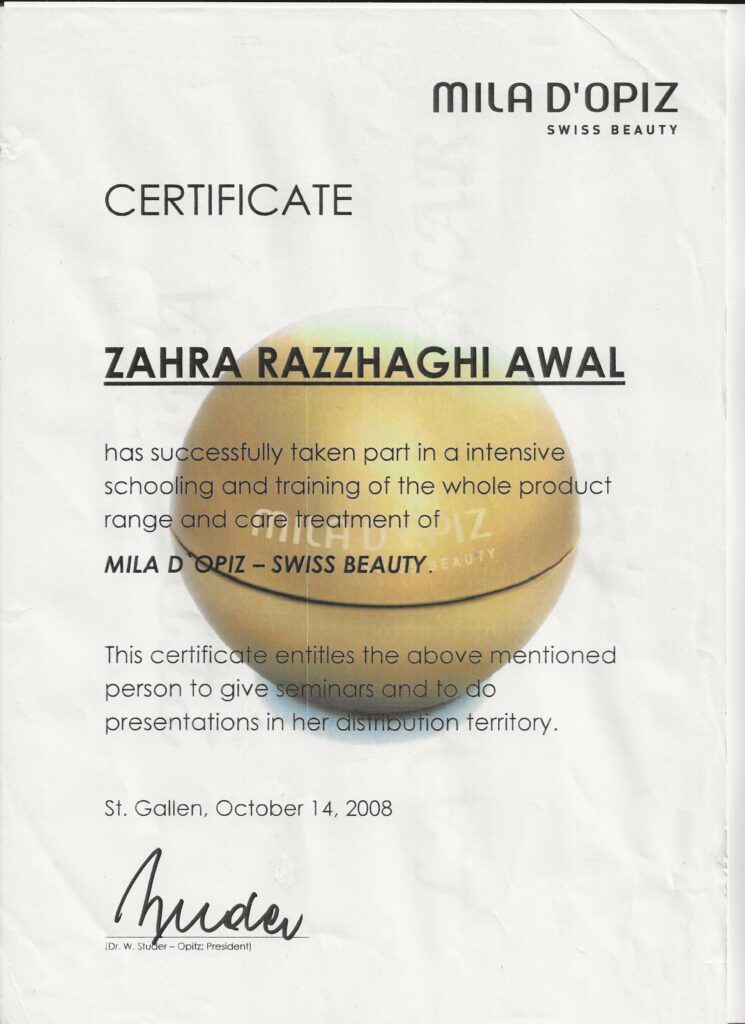 MILA D'OPIZ
SWISS BEAUTY
CERTIFICATE
ZAHRA RAZZHAGHI AWAL
has successfully taken part in a intensive
schooling and training of the whole product
range and care treatment of
MILA D'OPIZ
BEAUTY
MILA D`OPIZ – SWISS BEAUTY.
This certificate entitles the above mentioned
person to give seminars and to do
presentations in her distribution territory.
St. Gallen, October 14, 2008
(Dr. W. Studer – Opitz; President)